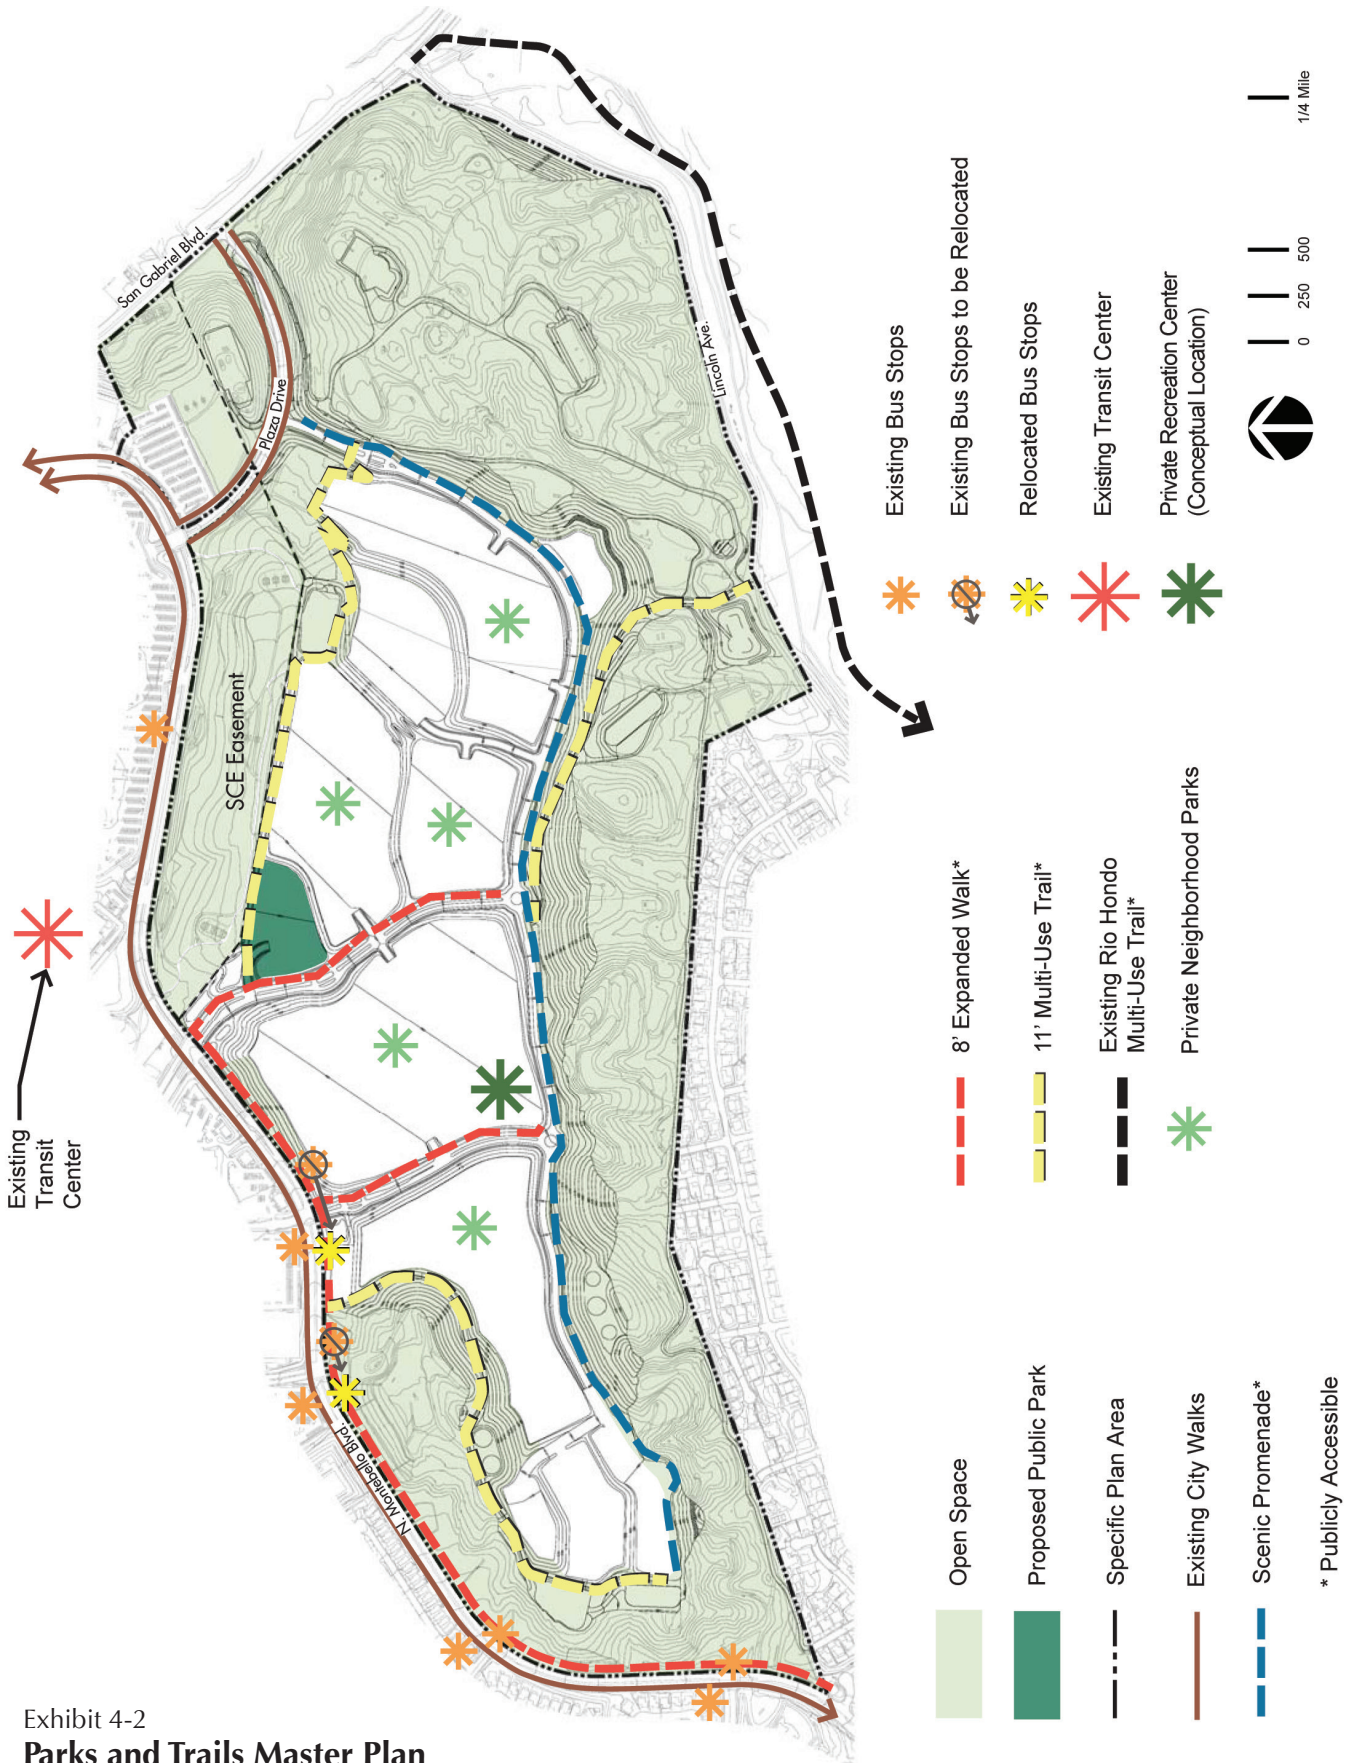 Existing
Transit
Center
San Gabriel Blvd.
Plaza Drive
SCE Easement
Lincoln Ave.
N. Montebello Blvd.
Open Space
Proposed Public Park
Specific Plan Area
Existing City Walks
Scenic Promenade*
* Publicly Accessible
8' Expanded Walk*
11' Multi-Use Trail*
Existing Rio Hondo
Multi-Use Trail*
Private Neighborhood Parks
Existing Bus Stops
Existing Bus Stops to be Relocated
Relocated Bus Stops
Existing Transit Center
Private Recreation Center
(Conceptual Location)
0 250 500 1/4 Mile
Exhibit 4-2
Parks and Trails Master Plan